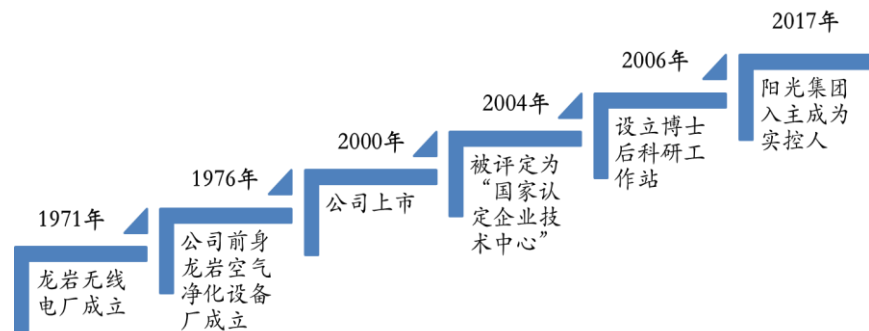 1971年
龙岩无线
电厂成立
1976年
公司前身
龙岩空气
净化设备
厂成立
2000年
公司上市
2004年
被评定为
“国家认
定企业技
术中心”
2006年
设立博士
后科研工
作站
2017年
阳光集团
入主成为
实控人